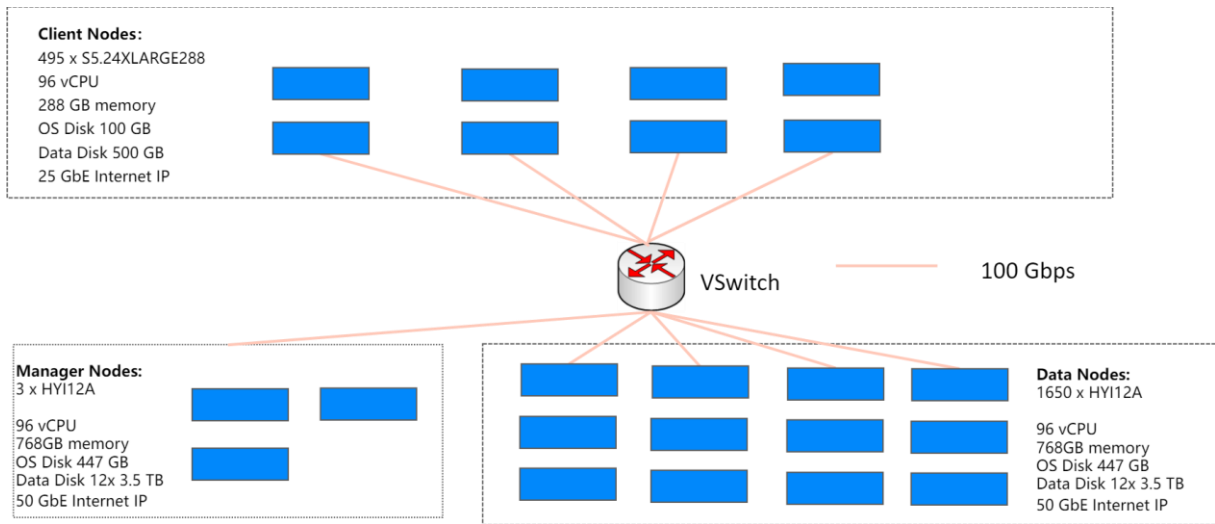 Client Nodes:
495 x S5.24XLARGE288
96 vCPU
288 GB memory
OS Disk 100 GB
Data Disk 500 GB
25 GbE Internet IP
VSwitch
100 Gbps
Manager Nodes:
3 x HYI12A
96 vCPU
768GB memory
OS Disk 447 GB
Data Disk 12x 3.5 TB
50 GbE Internet IP
Data Nodes:
1650 x HYI12A
96 vCPU
768GB memory
OS Disk 447 GB
Data Disk 12x 3.5 TB
50 GbE Internet IP